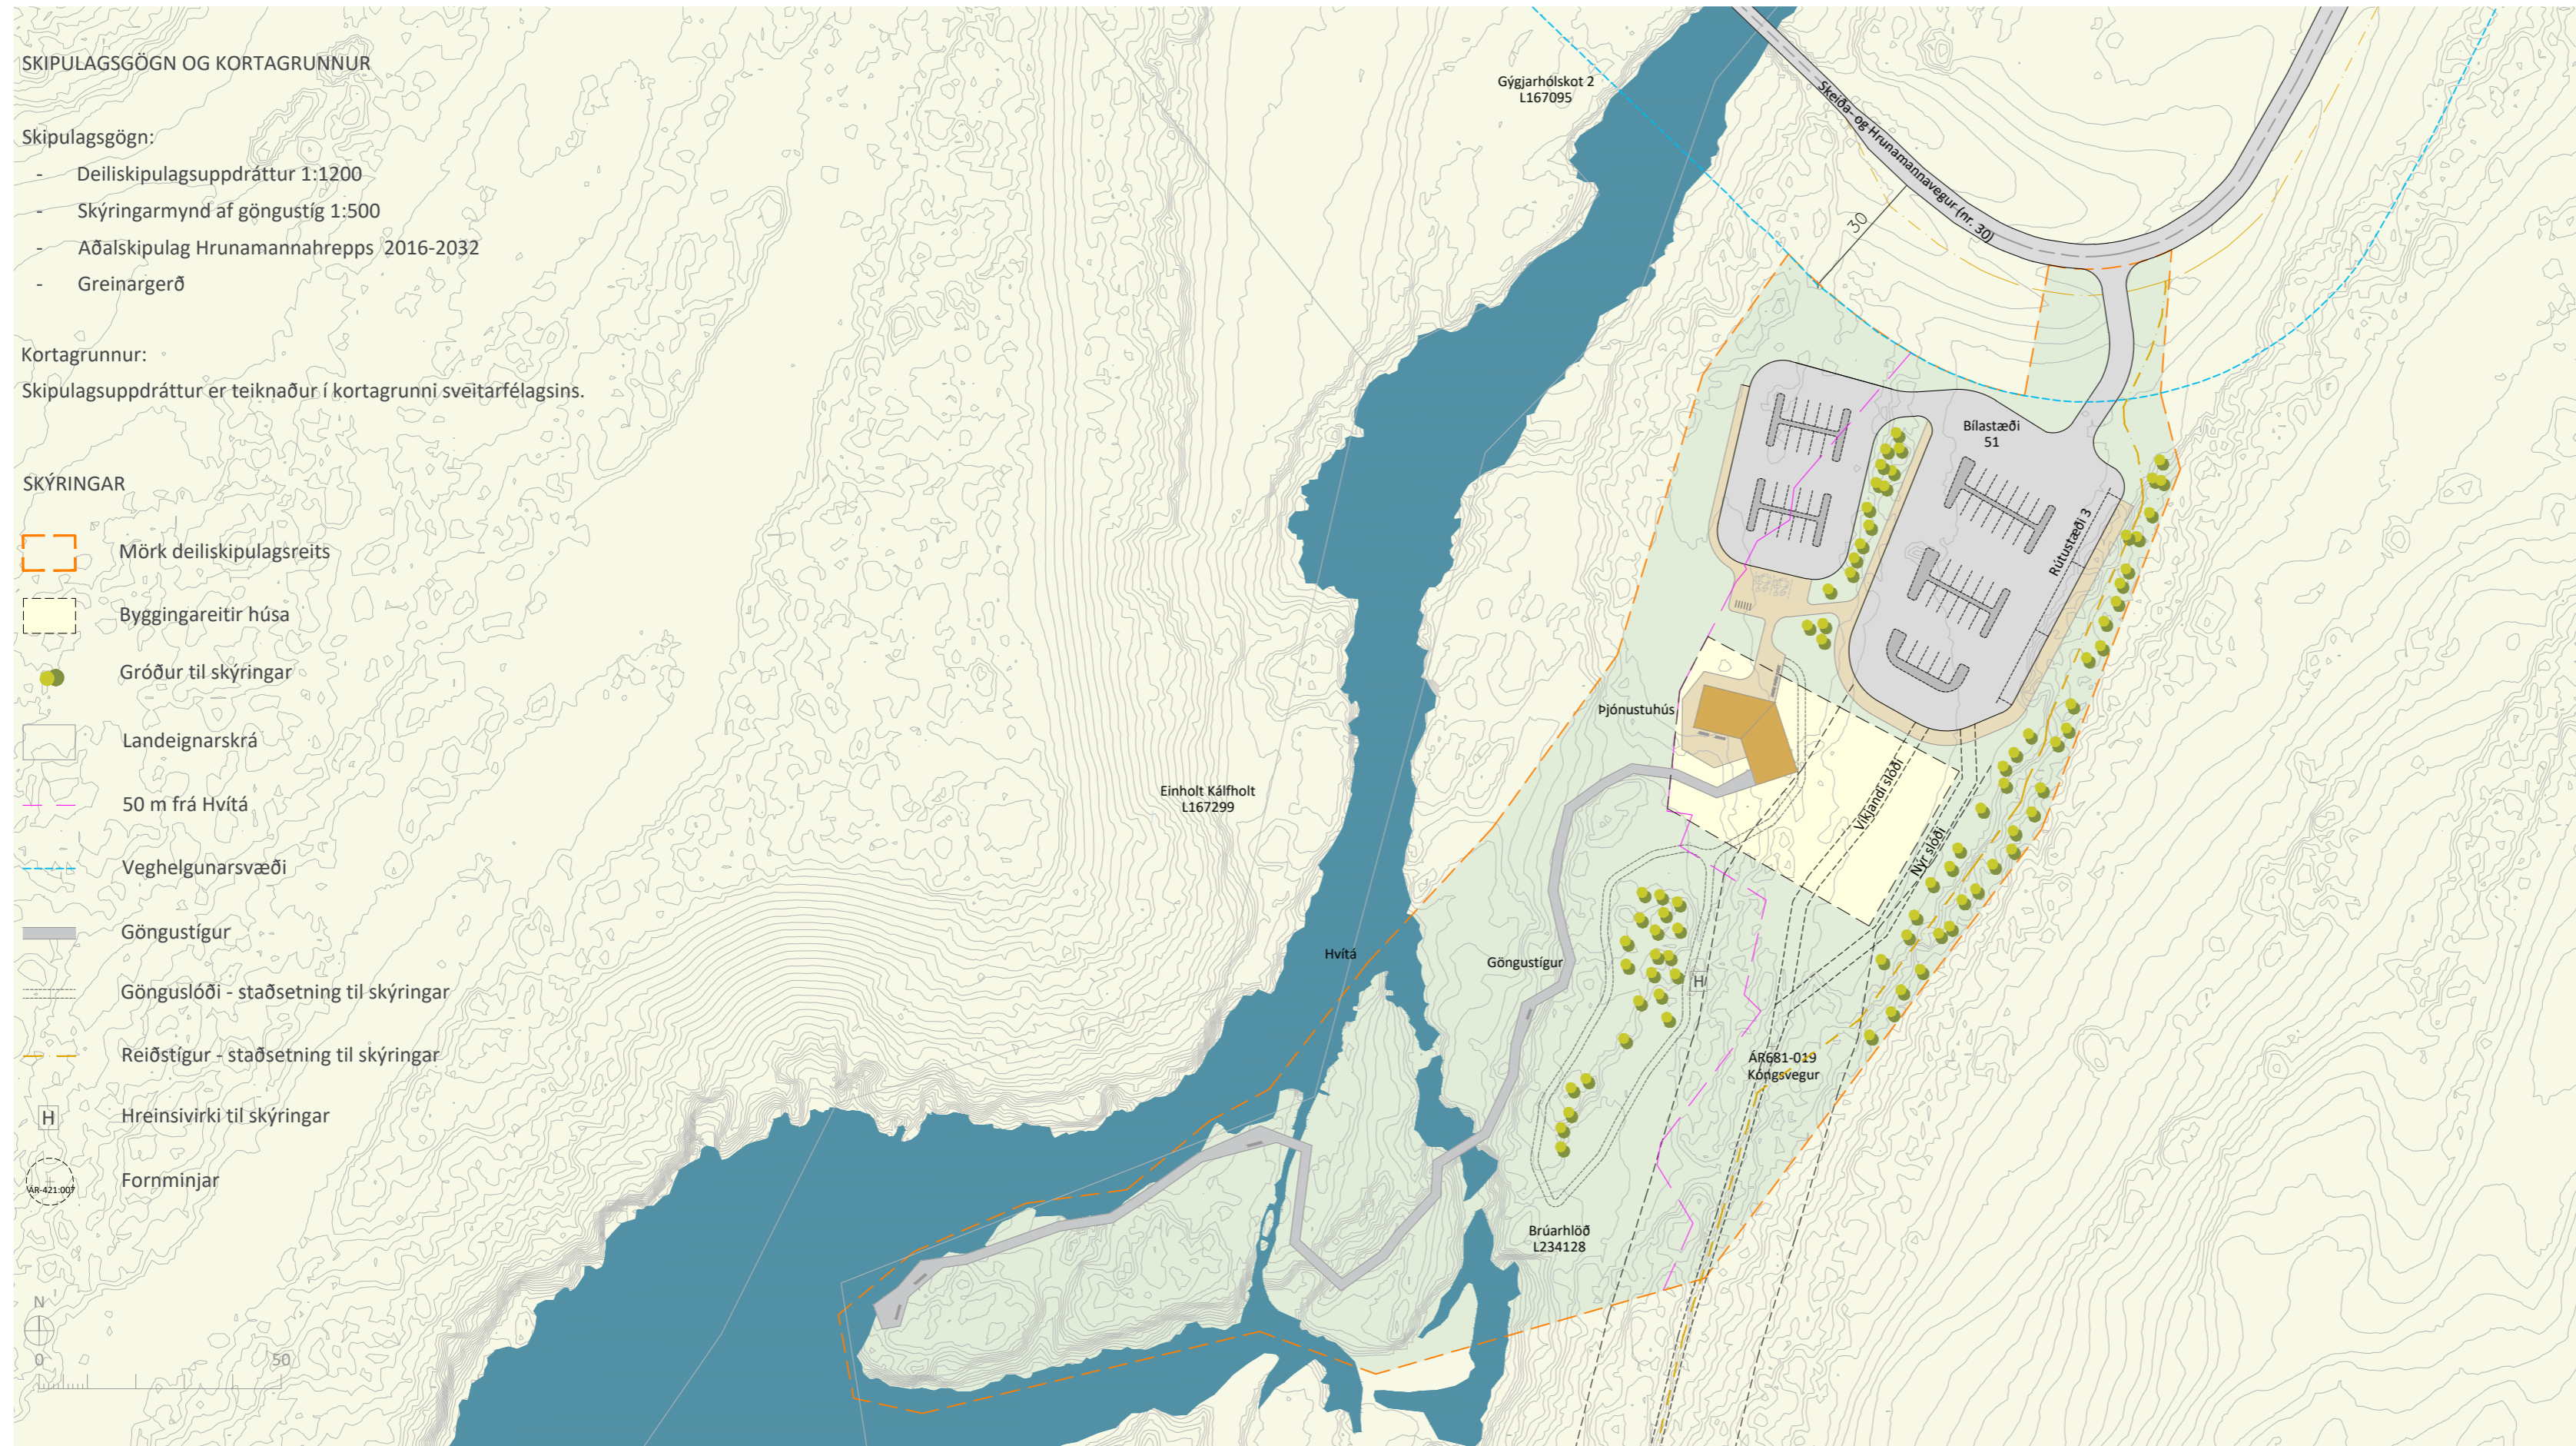 SKIPULAGSGÖGN OG KORTAGRUNNUR
Skipulagsgögn:
- Deiliskipulagsuppdráttur 1:1200
- Skýringarmynd af göngustíg 1:500
- Aðalskipulag Hrunamannahrepps 2016-2032
- Greinargerð
Kortagrunnur:
Skipulagsuppdráttur er teiknaður í kortagrunni sveitarfélagsins.
SKÝRINGAR
Mörk deiliskipulagsreits
Byggingareitir húsa
Gróður til skýringar
Landeignarskrá
50 m frá Hvítá
Veghelgunarsvæði
Göngustígur
Gönguslóði - staðsetning til skýringar
Reiðstígur - staðsetning til skýringar
H
Hreinsivirki til skýringar
ÁR-421:007
Fornminjar
N
0
50
Gýgjarhólskot 2
L167095
Skeiða- og Hrunamannavegur (nr. 30)
30
Bílastæði
51
Rútustæði 3
Þjónustuhús
Einholt Kálfholt
L167299
Víkjandi slóði
Nýr slóði
Hvítá
Göngustígur
H
ÁR681-019
Kóngsvegur
Brúarhlöð
L234128